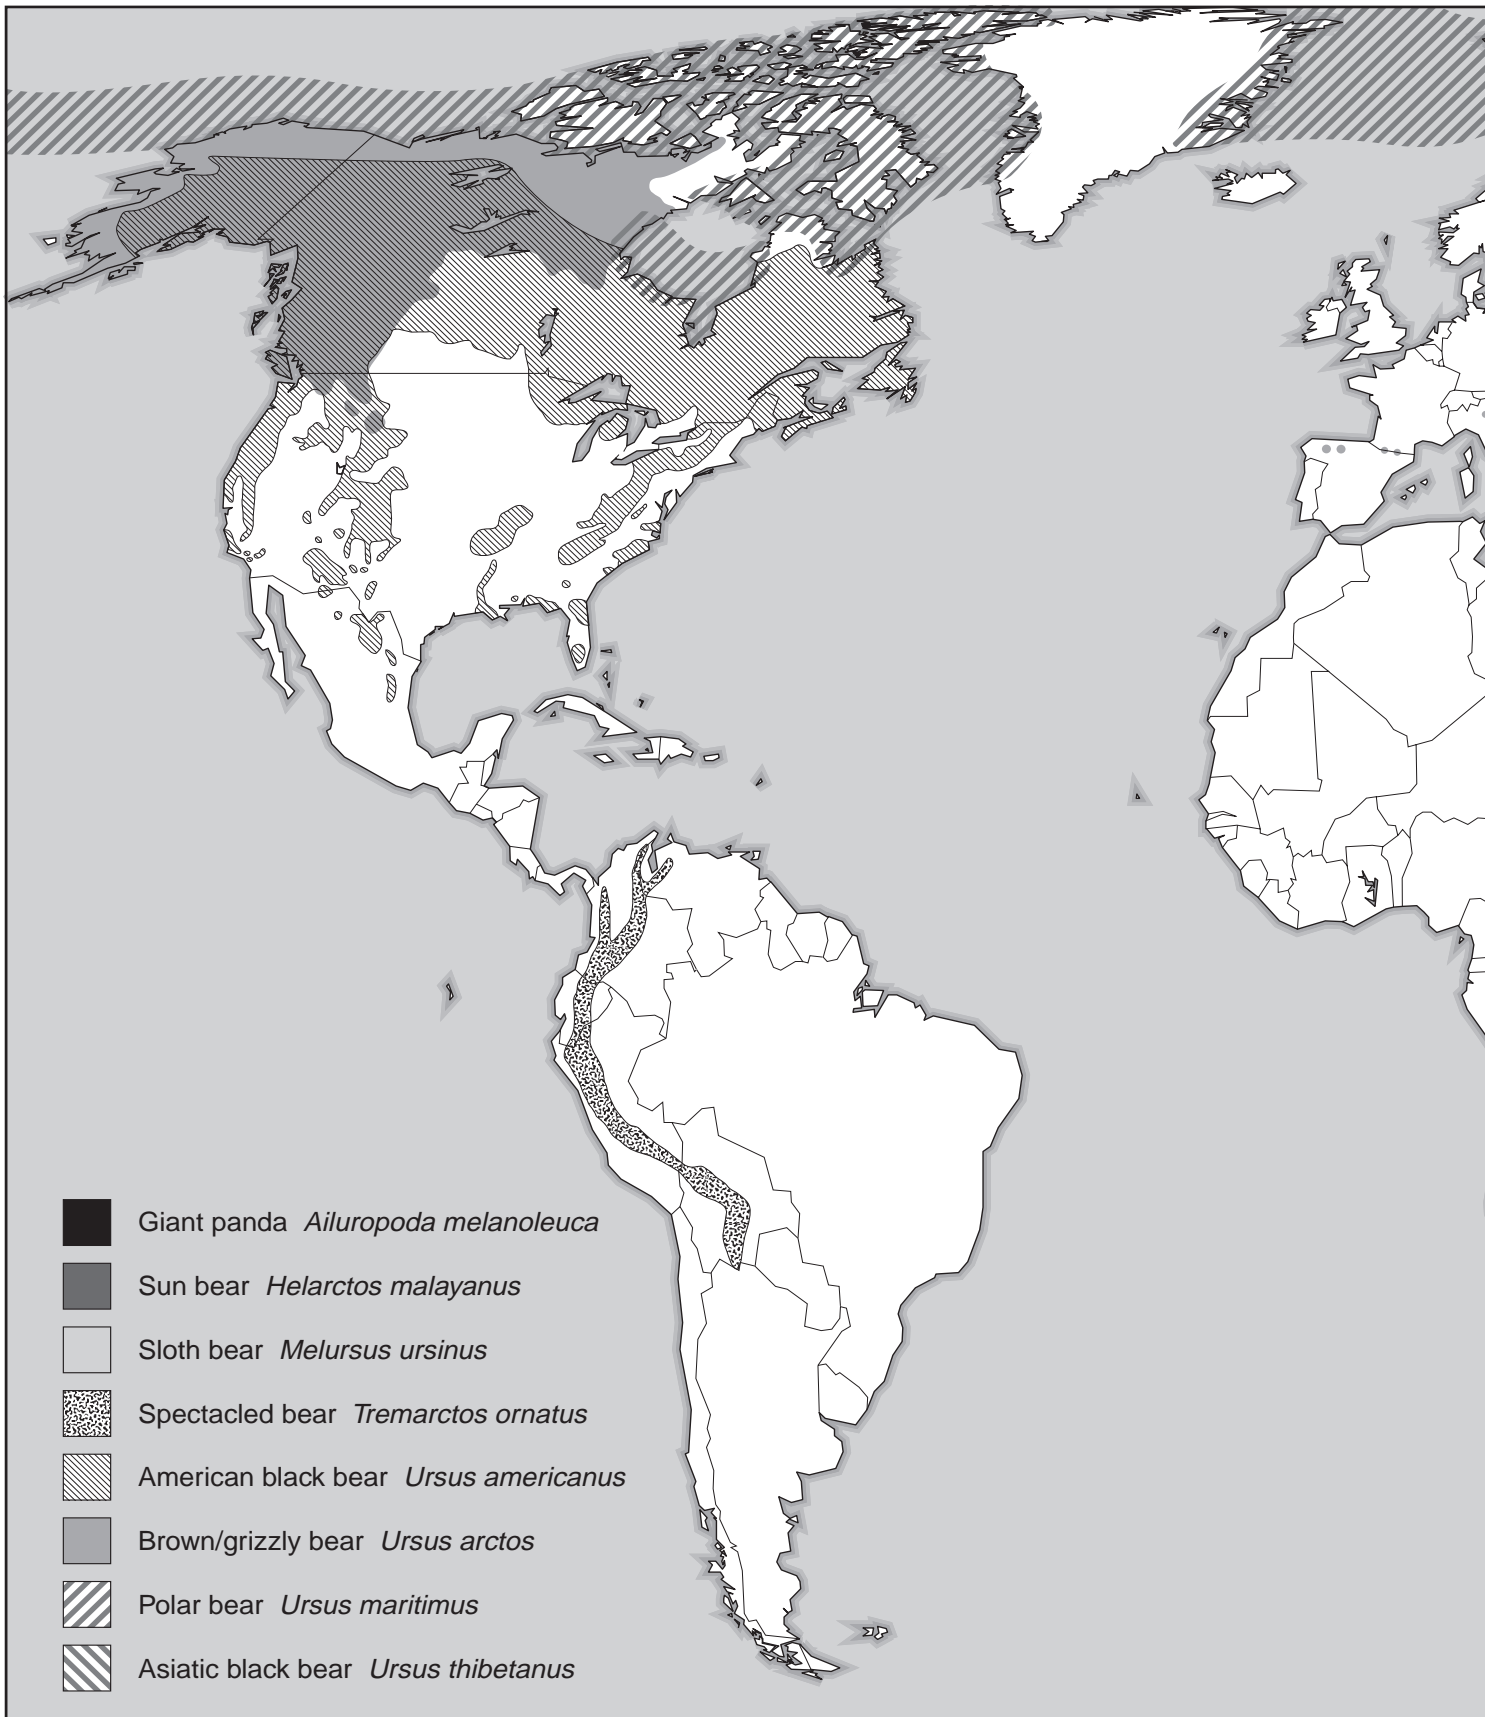 Giant panda Ailuropoda melanoleuca
Sun bear Helarctos malayanus
Sloth bear Melursus ursinus
Spectacled bear Tremarctos ornatus
American black bear Ursus americanus
Brown/grizzly bear Ursus arctos
Polar bear Ursus maritimus
Asiatic black bear Ursus thibetanus